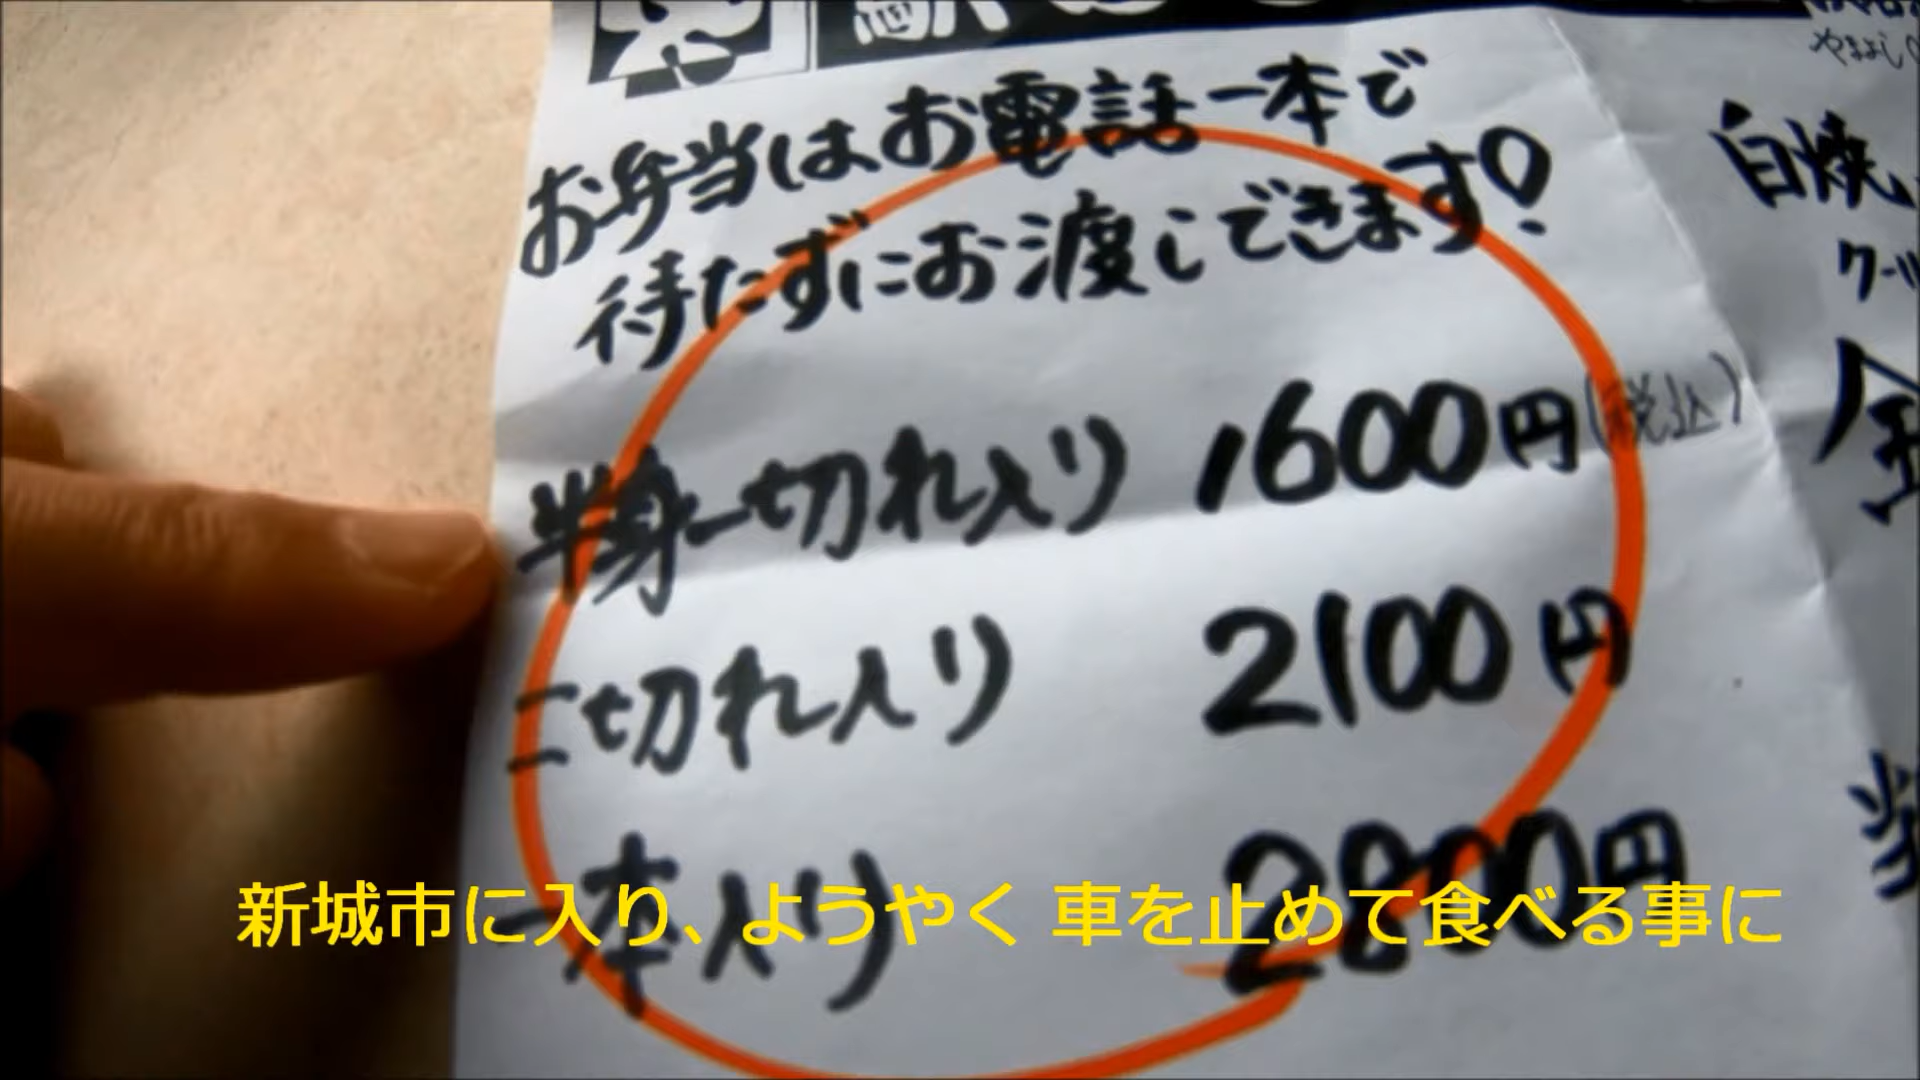 お弁当はお電話一本で
待たずにお渡しできます!
半身一切れ入り 1600円(税込)
二切れ入り 2100円
一本入り 2800円
白焼
クール
新城市に入り、ようやく 車を止めて食べる事に